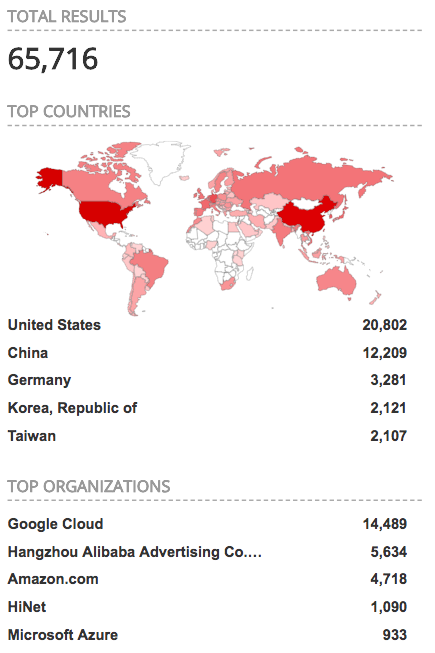 TOTAL RESULTS
65,716
TOP COUNTRIES
United States 20,802
China 12,209
Germany 3,281
Korea, Republic of 2,121
Taiwan 2,107
TOP ORGANIZATIONS
Google Cloud 14,489
Hangzhou Alibaba Advertising Co.… 5,634
Amazon.com 4,718
HiNet 1,090
Microsoft Azure 933